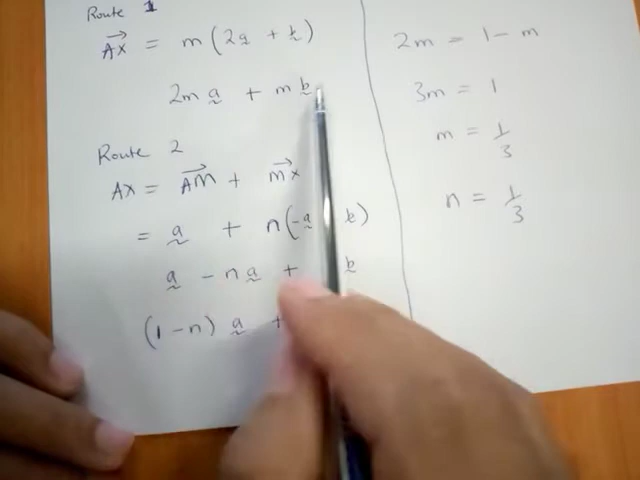 Route 1
AX = m(2a + b)
2m a + m b
Route 2
AX = AM + mx
= a + n(-a b)
a - na + b
(1-n) a +
2m = 1 - m
3m = 1
m = 1/3
n = 1/3